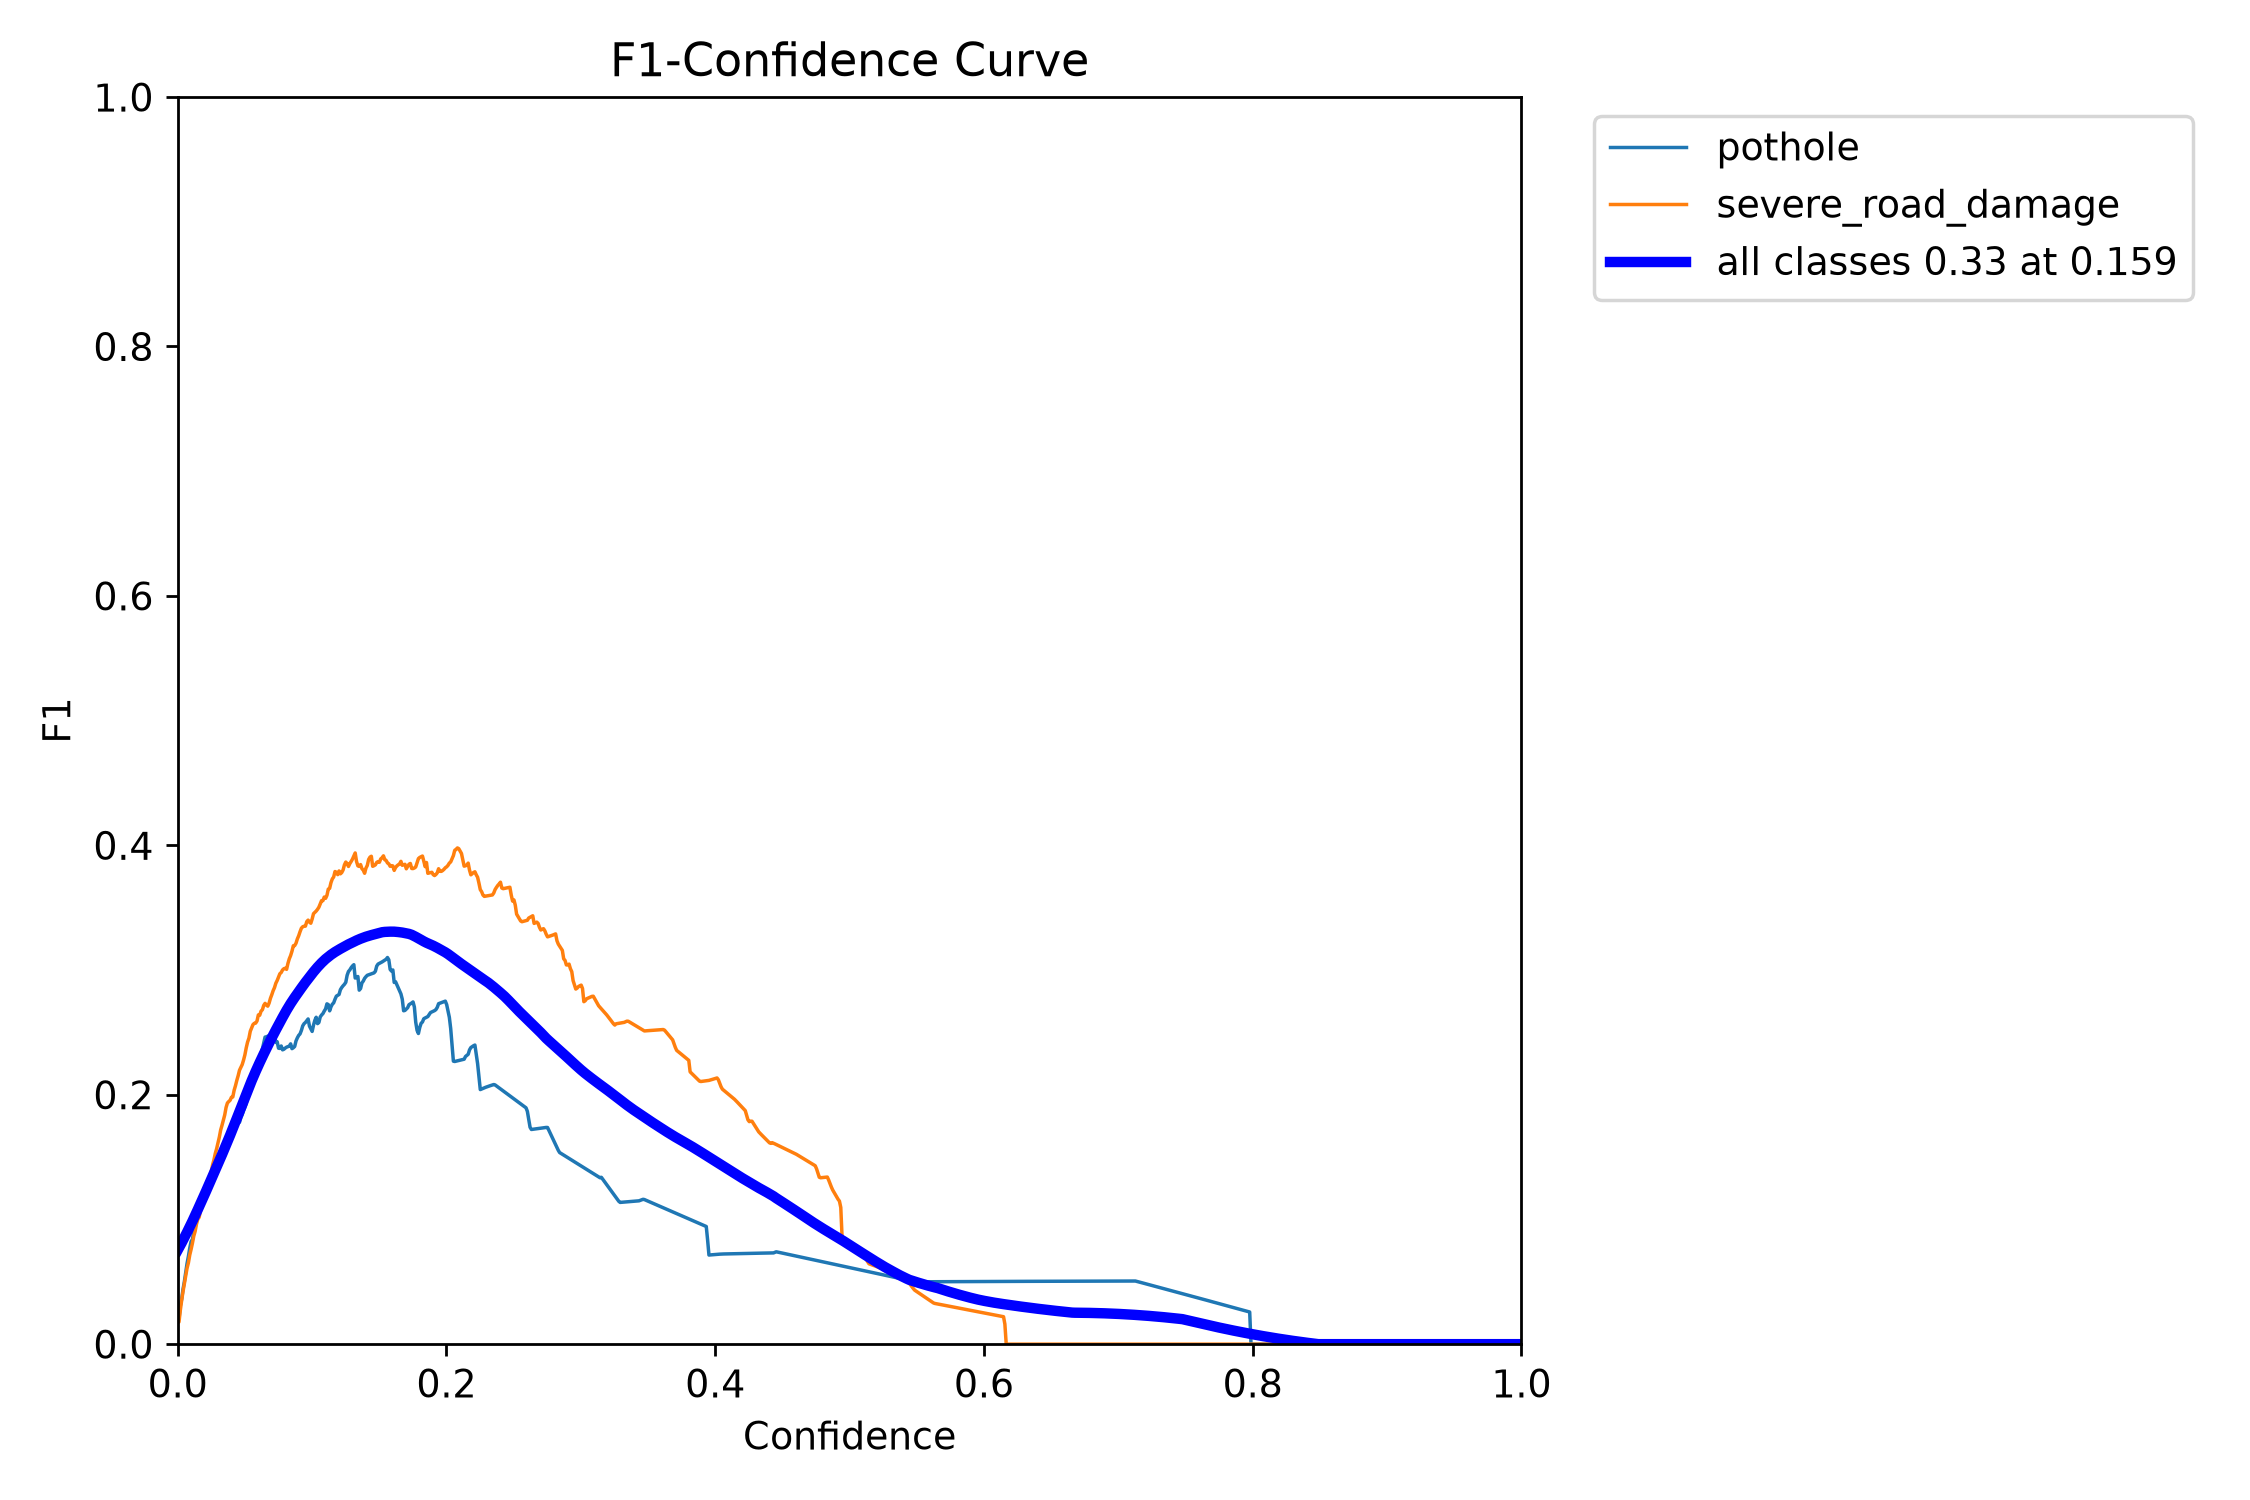 F1-Confidence Curve
1.0
0.8
0.6
0.4
0.2
0.0
F1
0.0 0.2 0.4 0.6 0.8 1.0
Confidence
pothole
severe_road_damage
all classes 0.33 at 0.159